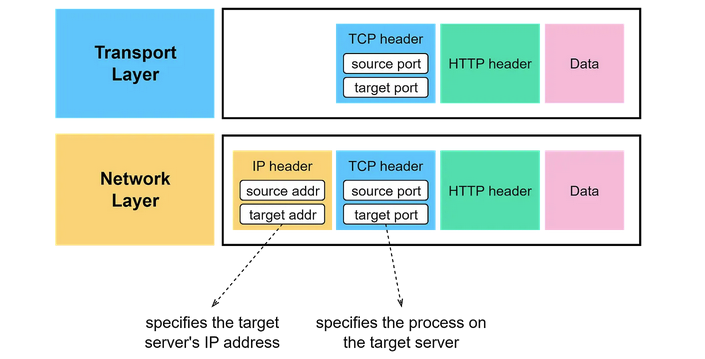 Transport
Layer
TCP header
source port
target port
HTTP header
Data
Network
Layer
IP header
source addr
target addr
TCP header
source port
target port
HTTP header
Data
specifies the target
server's IP address
specifies the process on
the target server